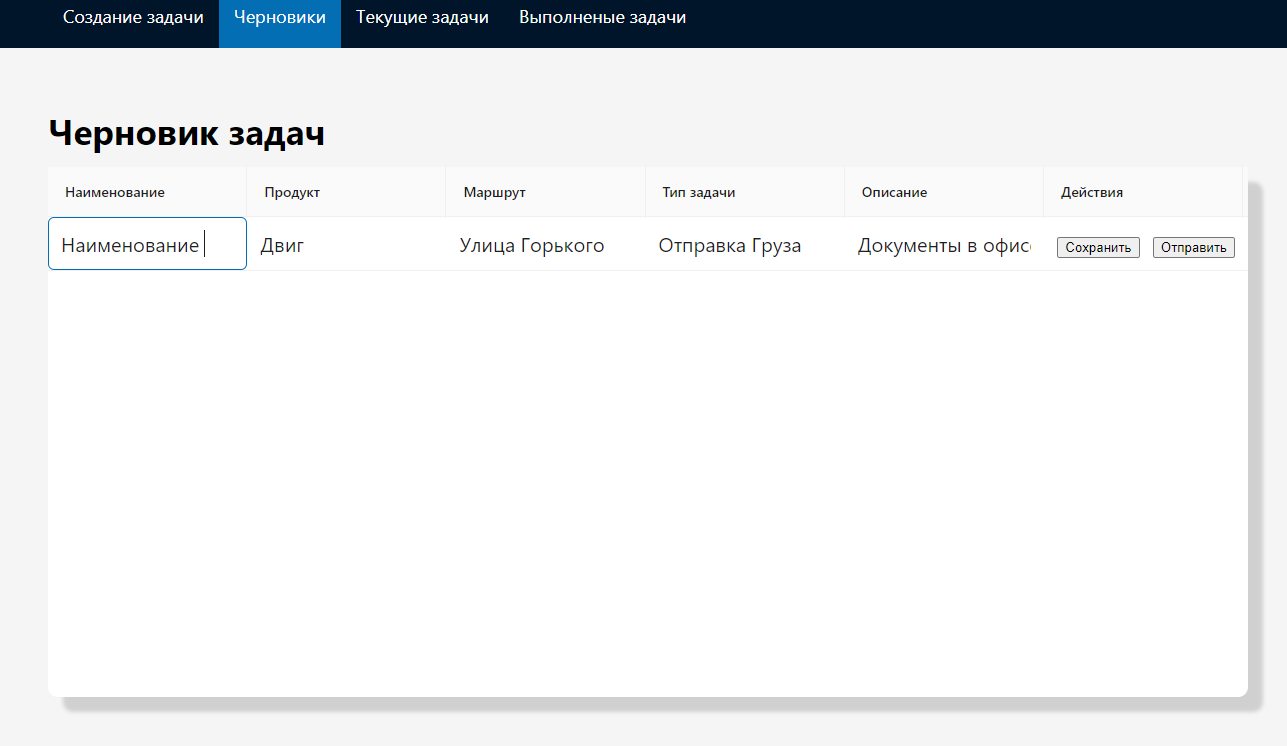 Создание задачи Черновики Текущие задачи Выполненые задачи
Черновик задач
Наименование Продукт Маршрут Тип задачи Описание Действия
Наименование Двиг Улица Горького Отправка Груза Документы в офис Сохранить Отправить